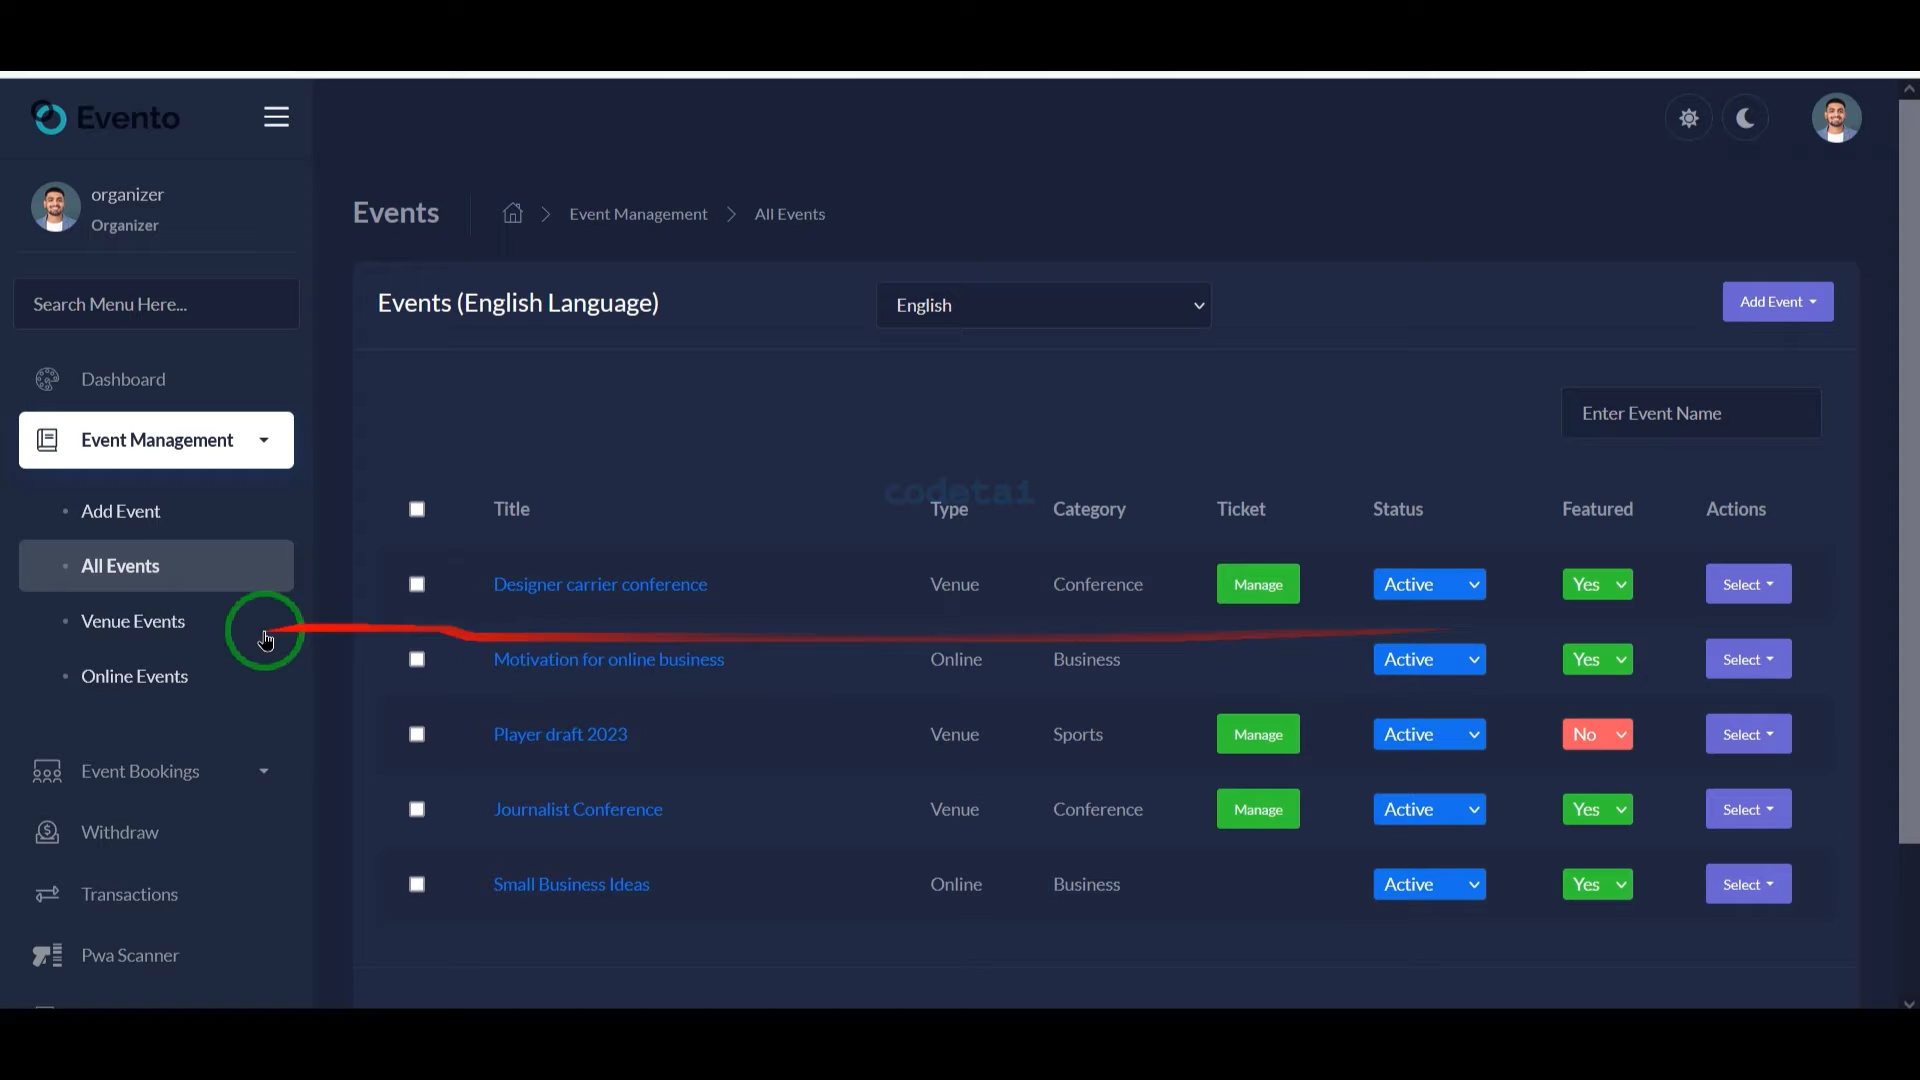 Evento
organizer
Organizer
Search Menu Here...
Dashboard
Event Management
Add Event
All Events
Venue Events
Online Events
Event Bookings
Withdraw
Transactions
Pwa Scanner
Events
Event Management
All Events
Events (English Language)
English
Add Event
Enter Event Name
codetai
Title Type Category Ticket Status Featured Actions
Designer carrier conference Venue Conference Manage Active Yes Select
Motivation for online business Online Business Active Yes Select
Player draft 2023 Venue Sports Manage Active No Select
Journalist Conference Venue Conference Manage Active Yes Select
Small Business Ideas Online Business Active Yes Select